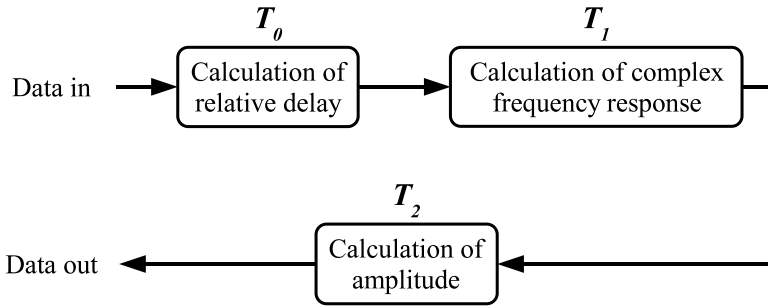 T0
T1
Data in
Calculation of
relative delay
Calculation of complex
frequency response
T2
Data out
Calculation of
amplitude